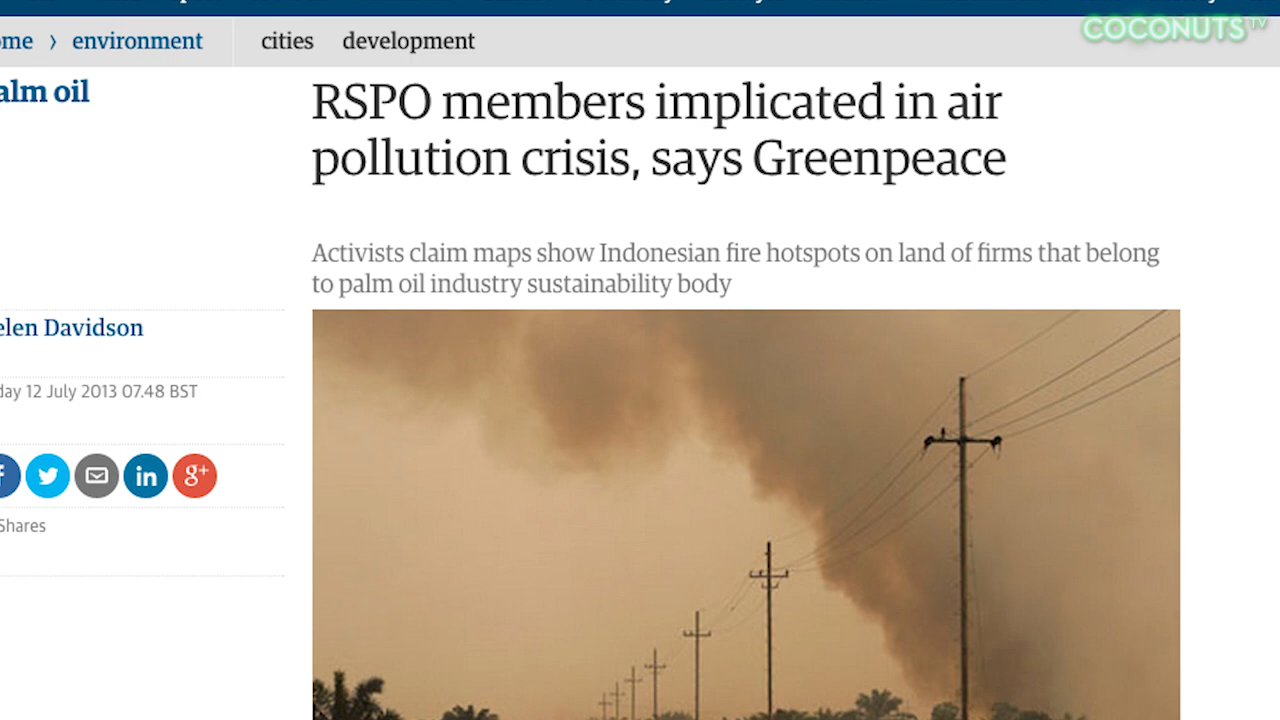 ome › environment cities development
COCONUTS TV
alm oil
RSPO members implicated in air
pollution crisis, says Greenpeace
Activists claim maps show Indonesian fire hotspots on land of firms that belong
to palm oil industry sustainability body
elen Davidson
day 12 July 2013 07.48 BST
f in g+
Shares